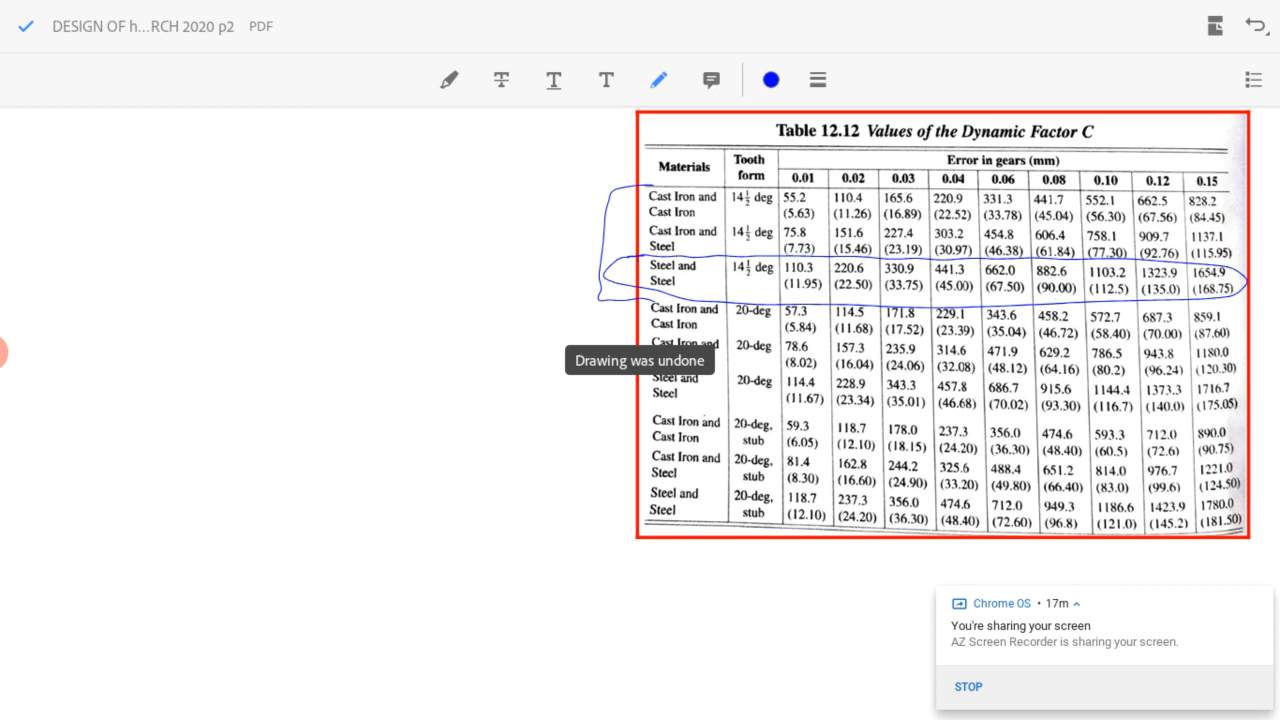 DESIGN OF h...RCH 2020 p2 PDF
Table 12.12 Values of the Dynamic Factor C
Materials Tooth form Error in gears (mm)
0.01 0.02 0.03 0.04 0.06 0.08 0.10 0.12 0.15
Cast Iron and 14½ deg 55.2 110.4 165.6 220.9 331.3 441.7 552.1 662.5 828.2
Cast Iron (5.63) (11.26) (16.89) (22.52) (33.78) (45.04) (56.30) (67.56) (84.45)
Cast Iron and 14½ deg 75.8 151.6 227.4 303.2 454.8 606.4 758.1 909.7 1137.1
Steel (7.73) (15.46) (23.19) (30.97) (46.38) (61.84) (77.30) (92.76) (115.95)
Steel and 14½ deg 110.3 220.6 330.9 441.3 662.0 882.6 1103.2 1323.9 1654.9
Steel (11.95) (22.50) (33.75) (45.00) (67.50) (90.00) (112.5) (135.0) (168.75)
Cast Iron and 20-deg 57.3 114.5 171.8 229.1 343.6 458.2 572.7 687.3 859.1
Cast Iron (5.84) (11.68) (17.52) (23.39) (35.04) (46.72) (58.40) (70.00) (87.60)
Cast Iron and 20-deg 78.6 157.3 235.9 314.6 471.9 629.2 786.5 943.8 1180.0
(8.02) (16.04) (24.06) (32.08) (48.12) (64.16) (80.2) (96.24) (120.30)
Drawing was undone
Steel and 20-deg 114.4 228.9 343.3 457.8 686.7 915.6 1144.4 1373.3 1716.7
Steel (11.67) (23.34) (35.01) (46.68) (70.02) (93.30) (116.7) (140.0) (175.05)
Cast Iron and 20-deg, 59.3 118.7 178.0 237.3 356.0 474.6 593.3 712.0 890.0
Cast Iron stub (6.05) (12.10) (18.15) (24.20) (36.30) (48.40) (60.5) (72.6) (90.75)
Cast Iron and 20-deg, 81.4 162.8 244.2 325.6 488.4 651.2 814.0 976.7 1221.0
Steel stub (8.30) (16.60) (24.90) (33.20) (49.80) (66.40) (83.0) (99.6) (124.50)
Steel and 20-deg, 118.7 237.3 356.0 474.6 712.0 949.3 1186.6 1423.9 1780.0
Steel stub (12.10) (24.20) (36.30) (48.40) (72.60) (96.8) (121.0) (145.2) (181.50)
Chrome OS • 17m
You're sharing your screen
AZ Screen Recorder is sharing your screen.
STOP